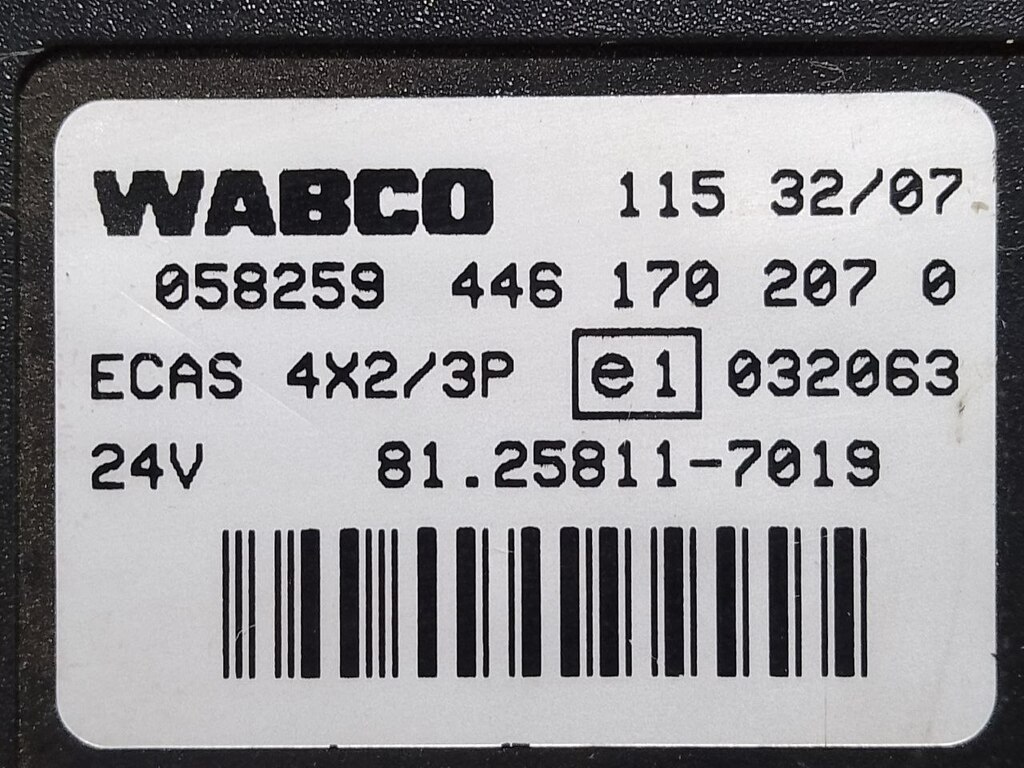 WABCO 115 32/07
058259 446 170 207 0
ECAS 4X2/3P e1 032063
24V 81.25811-7019